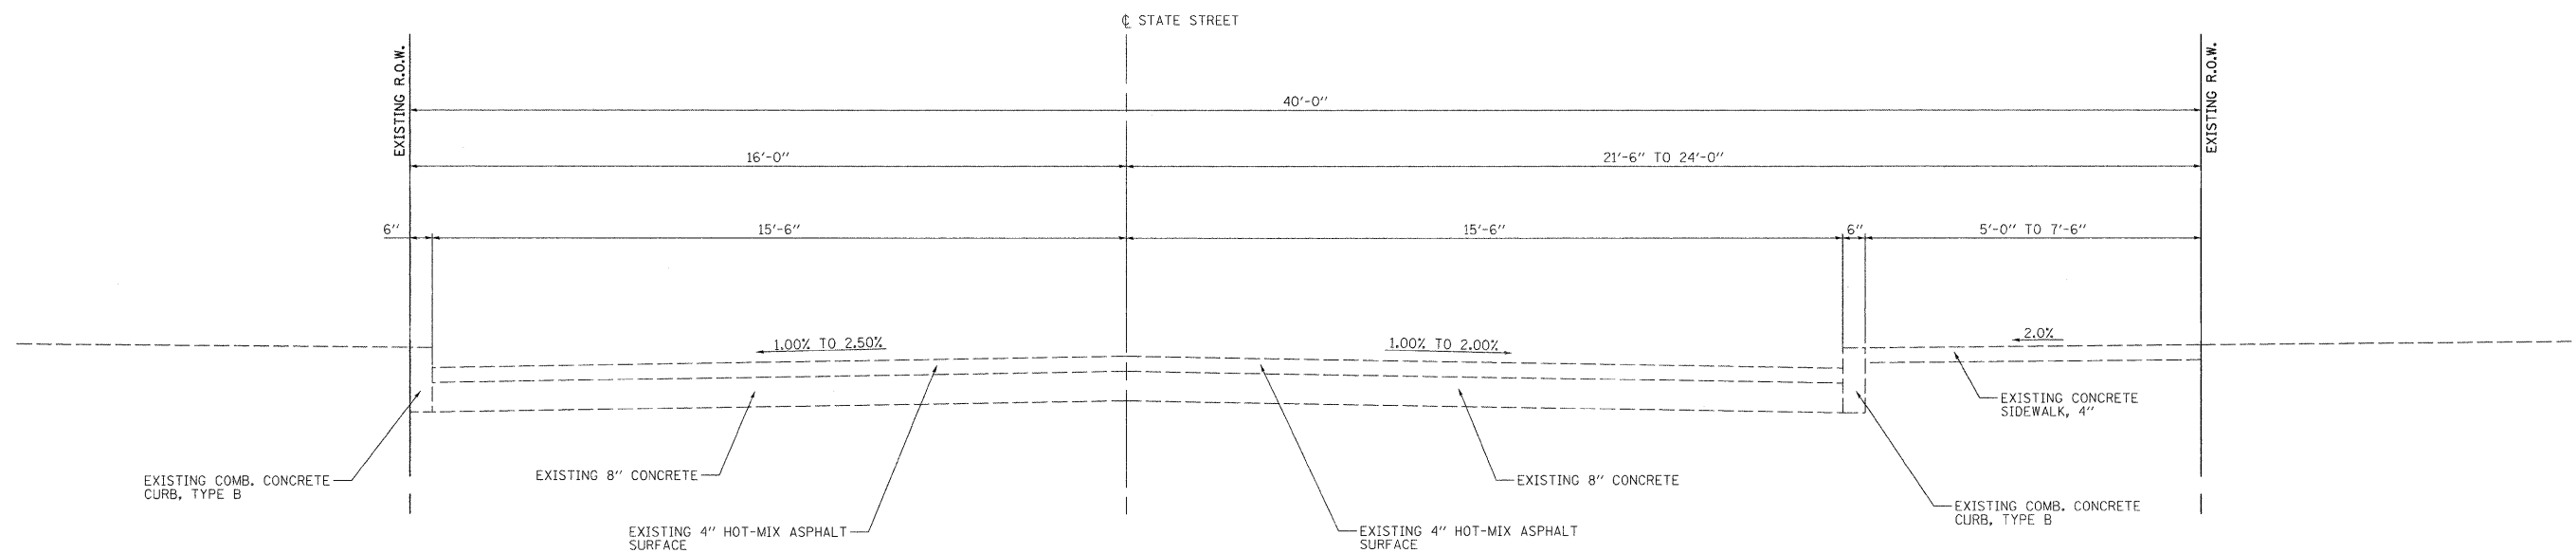 ℄ STATE STREET
EXISTING R.O.W.
EXISTING R.O.W.
40'-0"
16'-0"
21'-6" TO 24'-0"
6"
15'-6"
15'-6"
6"
5'-0" TO 7'-6"
1.00% TO 2.50%
1.00% TO 2.00%
2.0%
EXISTING CONCRETE
SIDEWALK, 4"
EXISTING COMB. CONCRETE
CURB, TYPE B
EXISTING 8" CONCRETE
EXISTING 8" CONCRETE
EXISTING COMB. CONCRETE
CURB, TYPE B
EXISTING 4" HOT-MIX ASPHALT
SURFACE
EXISTING 4" HOT-MIX ASPHALT
SURFACE